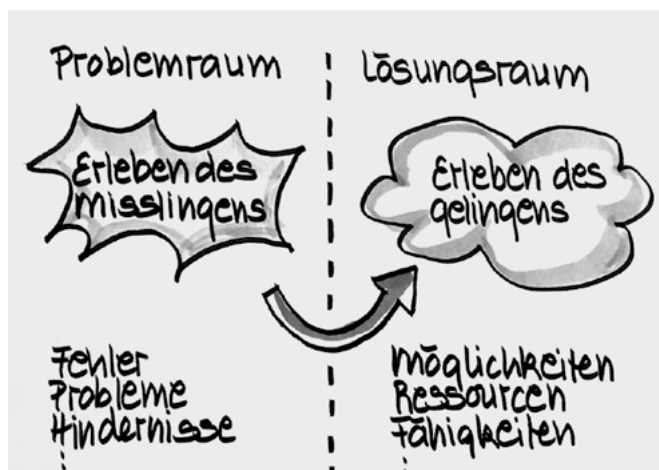 Problemraum
Erleben des
misslingens
Fehler
Probleme
Hindernisse
Lösungsraum
Erleben des
gelingens
Möglichkeiten
Ressourcen
Fähigkeiten